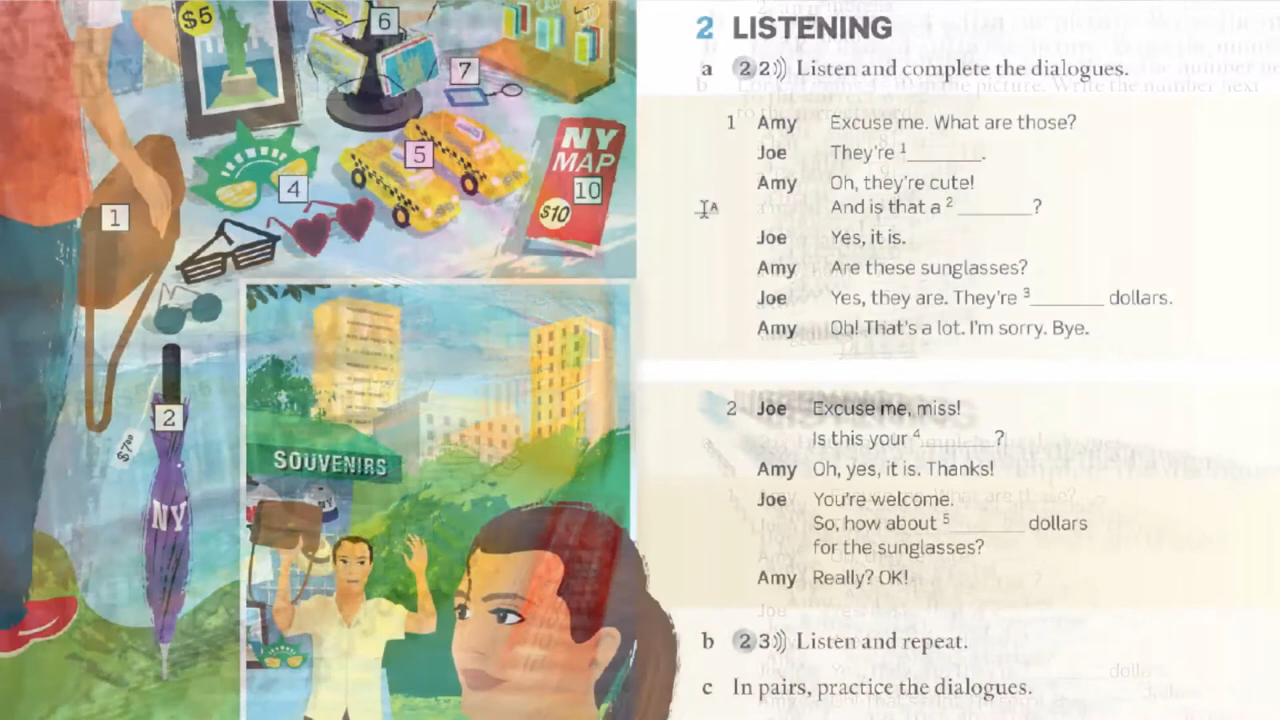 $5
6
7
5
NY
MAP
10
$10
4
1
2
$7.00
NY
SOUVENIRS
NY
2 LISTENING
a 2 2)) Listen and complete the dialogues.
1 Amy Excuse me. What are those?
Joe They're 1________.
Amy Oh, they're cute!
And is that a 2 ________?
Joe Yes, it is.
Amy Are these sunglasses?
Joe Yes, they are. They're 3________ dollars.
Amy Oh! That's a lot. I'm sorry. Bye.
2 Joe Excuse me, miss!
Is this your 4________?
Amy Oh, yes, it is. Thanks!
Joe You're welcome.
So, how about 5________ dollars
for the sunglasses?
Amy Really? OK!
b 2 3)) Listen and repeat.
c In pairs, practice the dialogues.